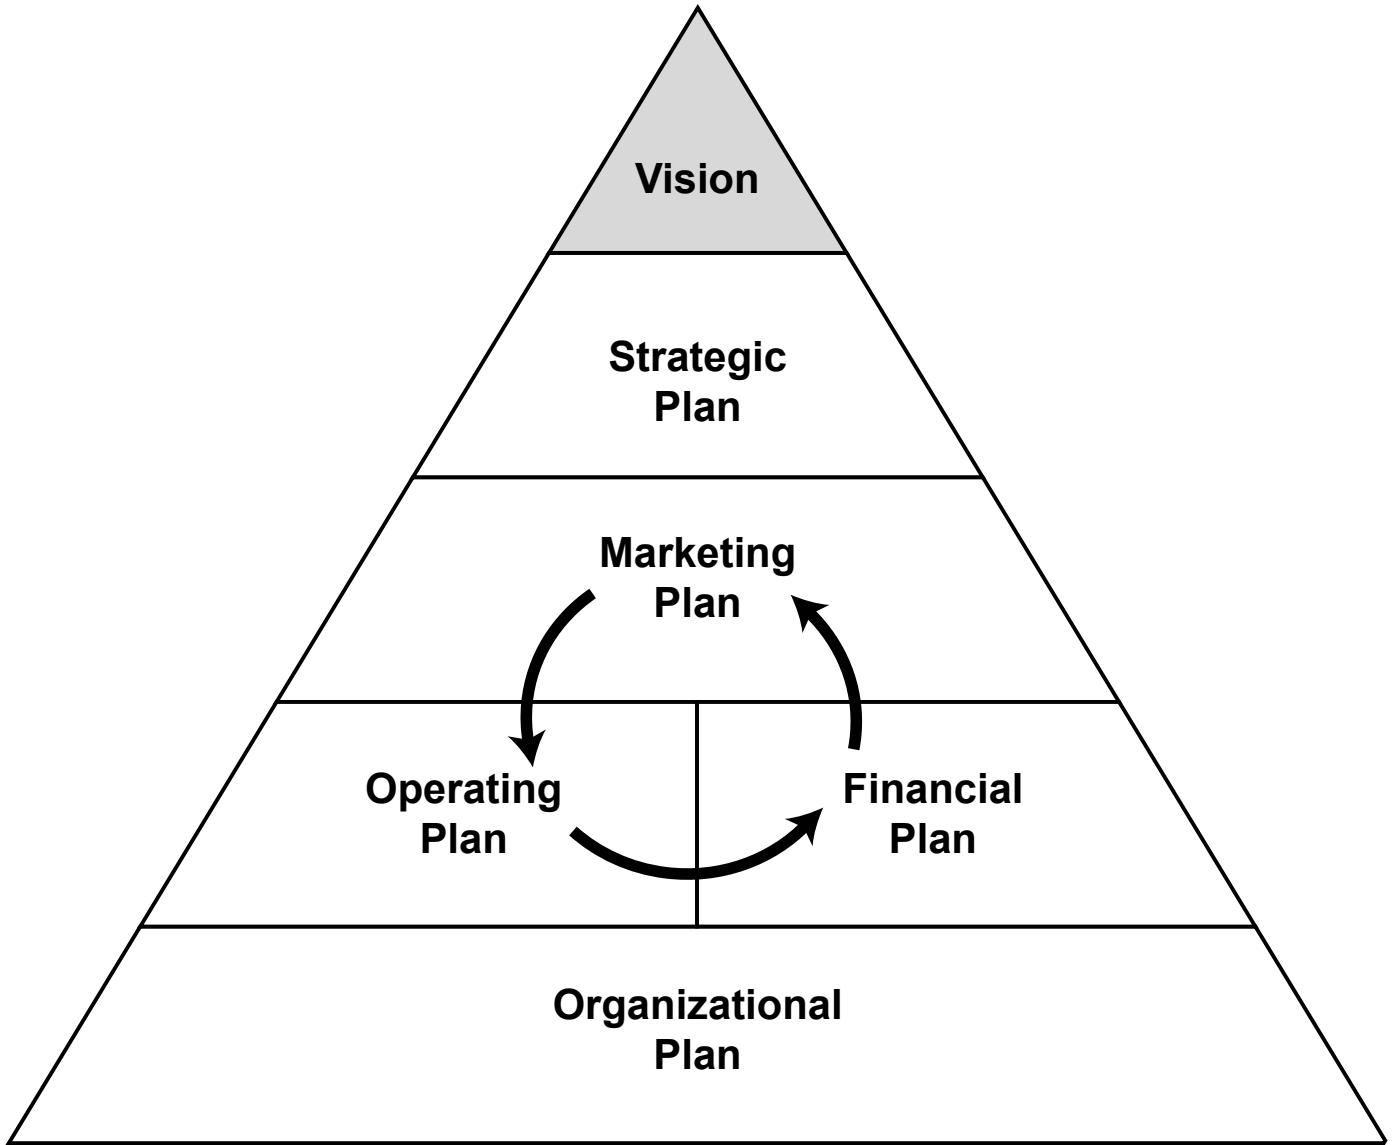 Vision
Strategic
Plan
Marketing
Plan
Operating
Plan
Financial
Plan
Organizational
Plan